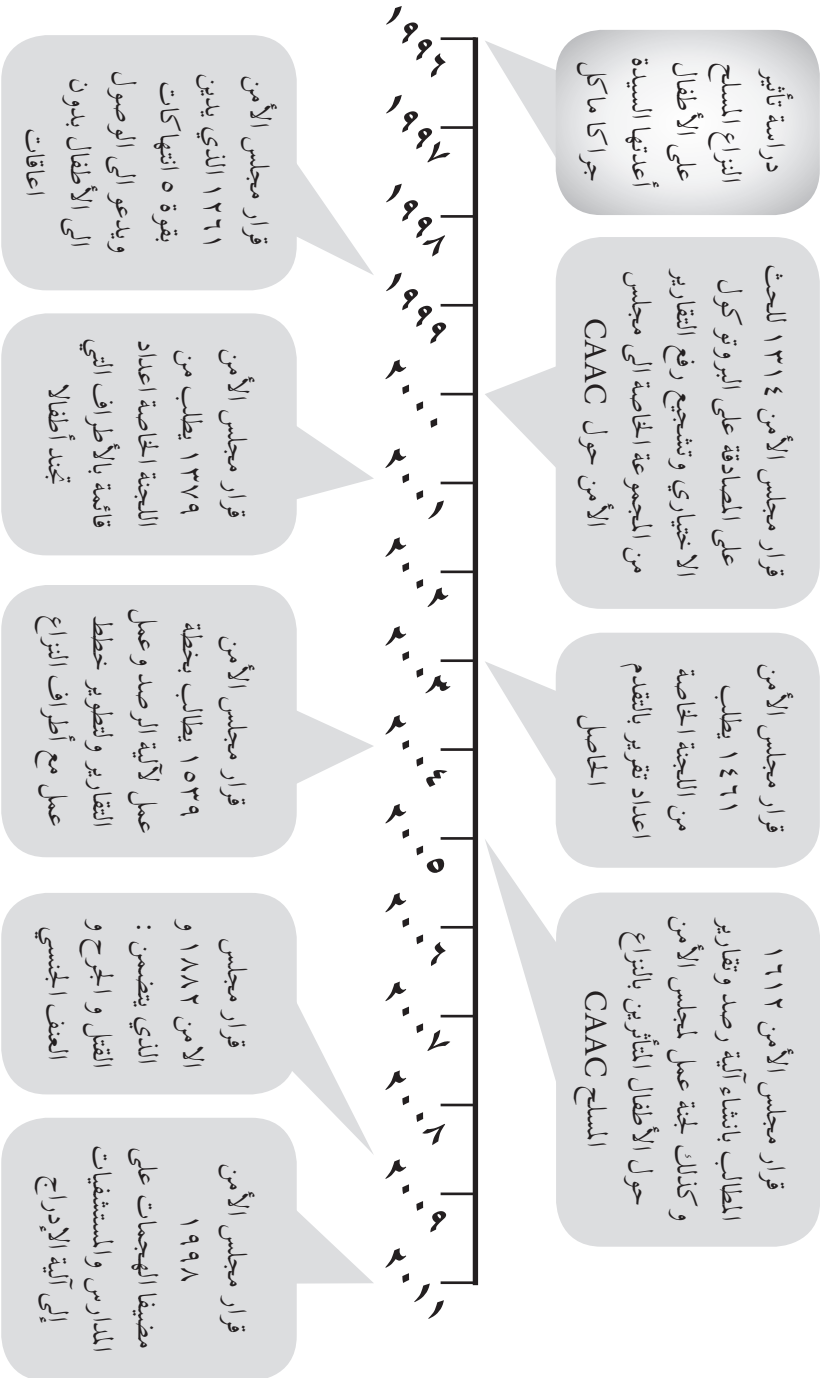 دراسة تأثير
النزاع المسلح
على الأطفال
أعدتها السيدة
جراكا ماكل
قرار مجلس الأمن ١٣١٤ للحث
على المصادقة على البروتوكول
الاختياري وتشجيع رفع التقارير
من المجموعة الخاصة الى مجلس
الأمن حول CAAC
قرار مجلس الأمن
١٤٦١ يطلب
من اللجنة الخاصة
اعداد تقرير بالتقدم
الحاصل
قرار مجلس الأمن ١٦١٢
المطالب بانشاء آلية رصد وتقارير
وكذلك لجنة عمل لمجلس الأمن
حول الأطفال المتأثرين بالنزاع
المسلح CAAC
١٩٩٦
١٩٩٧
١٩٩٨
١٩٩٩
٢٠٠٠
٢٠٠١
٢٠٠٢
٢٠٠٣
٢٠٠٤
٢٠٠٥
٢٠٠٦
٢٠٠٧
٢٠٠٨
٢٠٠٩
٢٠١١
قرار مجلس الأمن
١٢٦١ الذي يدين
بقوة ٥ انتهاكات
ويدعو الى الوصول
الى الأطفال بدون
اعاقات
قرار مجلس الأمن
١٣٧٩ يطلب من
اللجنة الخاصة اعداد
قائمة بالأطراف التي
تجند أطفالا
قرار مجلس الأمن
١٥٣٩ يطالب بخطة
عمل لآلية الرصد وعمل
التقارير ولتطوير خطط
عمل مع أطراف النزاع
قرار مجلس
الامن ١٨٨٢ و
الذي يتضمن :
القتل و الجرح و
العنف الجنسي
قرار مجلس الأمن
١٩٩٨
مضيفا الهجمات على
المدارس والمستشفيات
إلى آلية الإدراج